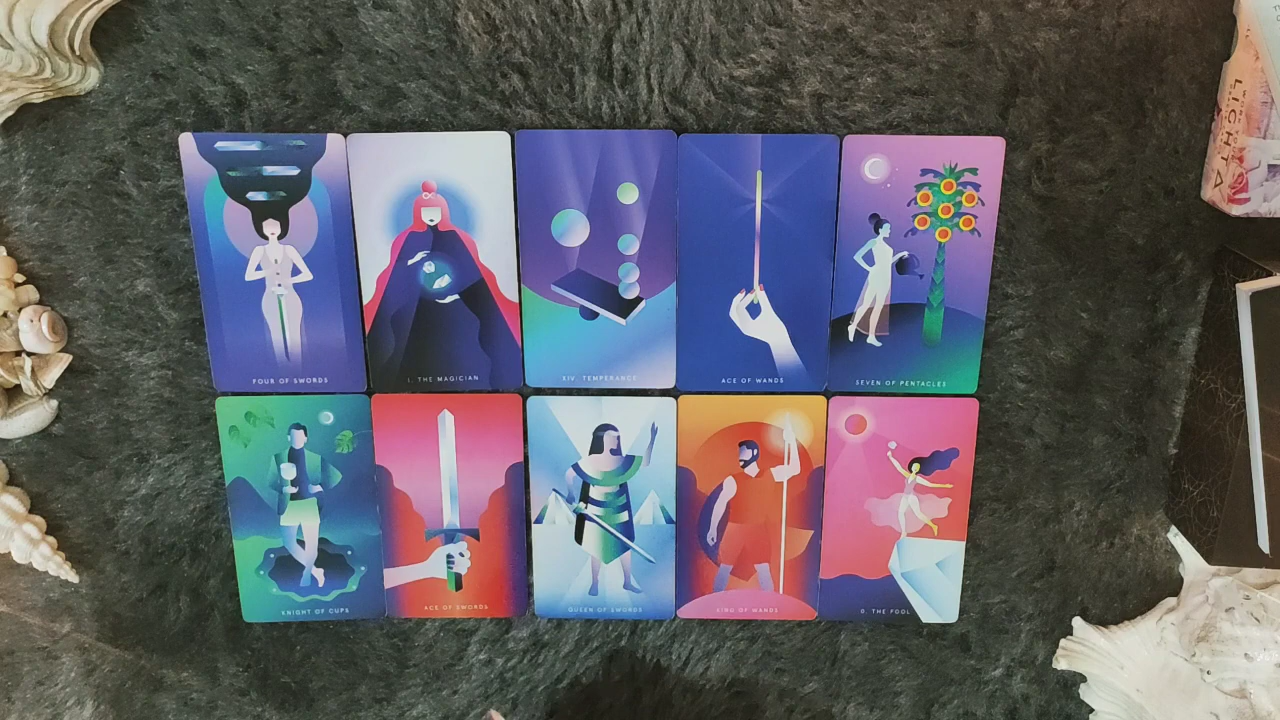 FOUR OF SWORDS
I. THE MAGICIAN
XIV. TEMPERANCE
ACE OF WANDS
SEVEN OF PENTACLES
KNIGHT OF CUPS
ACE OF SWORDS
QUEEN OF SWORDS
KING OF WANDS
0. THE FOOL
LIGHT